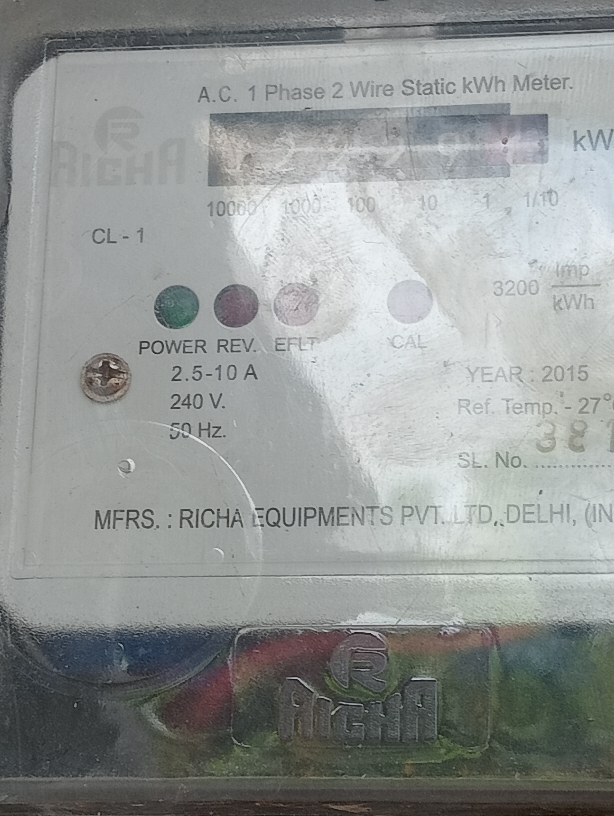 A.C. 1 Phase 2 Wire Static kWh Meter.
RICHA
kW
10000 1000 100 10 1 1/10
CL - 1
3200 Imp/kWh
POWER REV. EFLT CAL
2.5-10 A
240 V.
50 Hz.
YEAR : 2015
Ref. Temp. - 27°
381
SL. No. ..............
MFRS. : RICHA EQUIPMENTS PVT. LTD., DELHI, (IN
R
RICHA